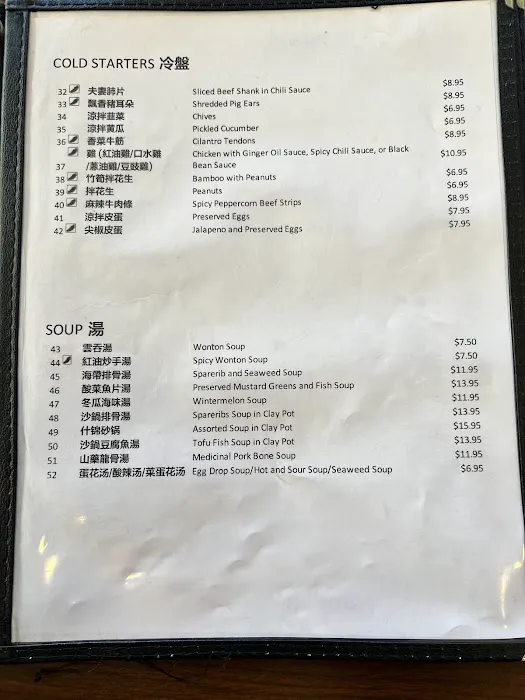 COLD STARTERS 冷盤
32 夫妻肺片 Sliced Beef Shank in Chili Sauce $8.95
33 飄香豬耳朵 Shredded Pig Ears $8.95
34 涼拌韮菜 Chives $6.95
35 涼拌黄瓜 Pickled Cucumber $6.95
36 香菜牛筋 Cilantro Tendons $8.95
雞 (紅油雞/口水雞 Chicken with Ginger Oil Sauce, Spicy Chili Sauce, or Black $10.95
37 /蔥油雞/豆豉雞) Bean Sauce
38 竹筍拌花生 Bamboo with Peanuts $6.95
39 拌花生 Peanuts $6.95
40 麻辣牛肉條 Spicy Peppercorn Beef Strips $8.95
41 涼拌皮蛋 Preserved Eggs $7.95
42 尖椒皮蛋 Jalapeno and Preserved Eggs $7.95
SOUP 湯
43 雲吞湯 Wonton Soup $7.50
44 紅油炒手湯 Spicy Wonton Soup $7.50
45 海帶排骨湯 Sparerib and Seaweed Soup $11.95
46 酸菜魚片湯 Preserved Mustard Greens and Fish Soup $13.95
47 冬瓜海味湯 Wintermelon Soup $11.95
48 沙鍋排骨湯 Spareribs Soup in Clay Pot $13.95
49 什錦砂锅 Assorted Soup in Clay Pot $15.95
50 沙鍋豆腐魚湯 Tofu Fish Soup in Clay Pot $13.95
51 山藥龍骨湯 Medicinal Pork Bone Soup $11.95
52 蛋花汤/酸辣汤/菜蛋花汤 Egg Drop Soup/Hot and Sour Soup/Seaweed Soup $6.95